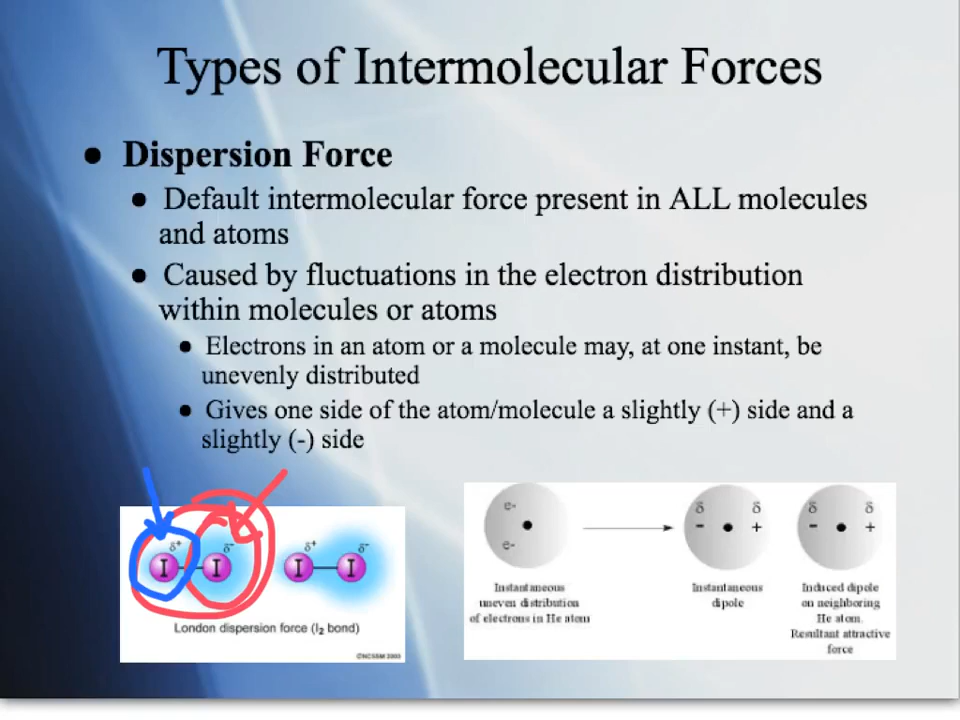 Types of Intermolecular Forces
● Dispersion Force
● Default intermolecular force present in ALL molecules
and atoms
● Caused by fluctuations in the electron distribution
within molecules or atoms
● Electrons in an atom or a molecule may, at one instant, be
unevenly distributed
● Gives one side of the atom/molecule a slightly (+) side and a
slightly (-) side
δ+ δ- δ+ δ-
I I I I
London dispersion force (I₂ bond)
©NCSSM 2003
e-
e-
δ δ δ δ
- + - +
Instantaneous
uneven distribution
of electrons in He atom
Instantaneous
dipole
Induced dipole
on neighboring
He atom.
Resultant attractive
force